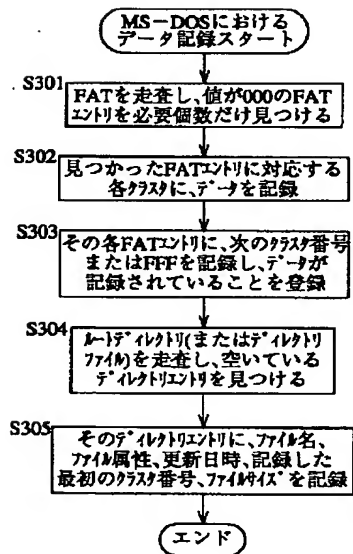 MS-DOSにおける
データ記録スタート
S301
FATを走査し、値が000のFAT
エントリを必要個数だけ見つける
S302
見つかったFATエントリに対応する
各クラスタに、データを記録
S303
その各FATエントリに、次のクラスタ番号
またはFFFを記録し、データが
記録されていることを登録
S304
ルートディレクトリ(またはディレクトリ
ファイル)を走査し、空いている
ディレクトリエントリを見つける
S305
そのディレクトリエントリに、ファイル名、
ファイル属性、更新日時、記録した
最初のクラスタ番号、ファイルサイズを記録
エンド